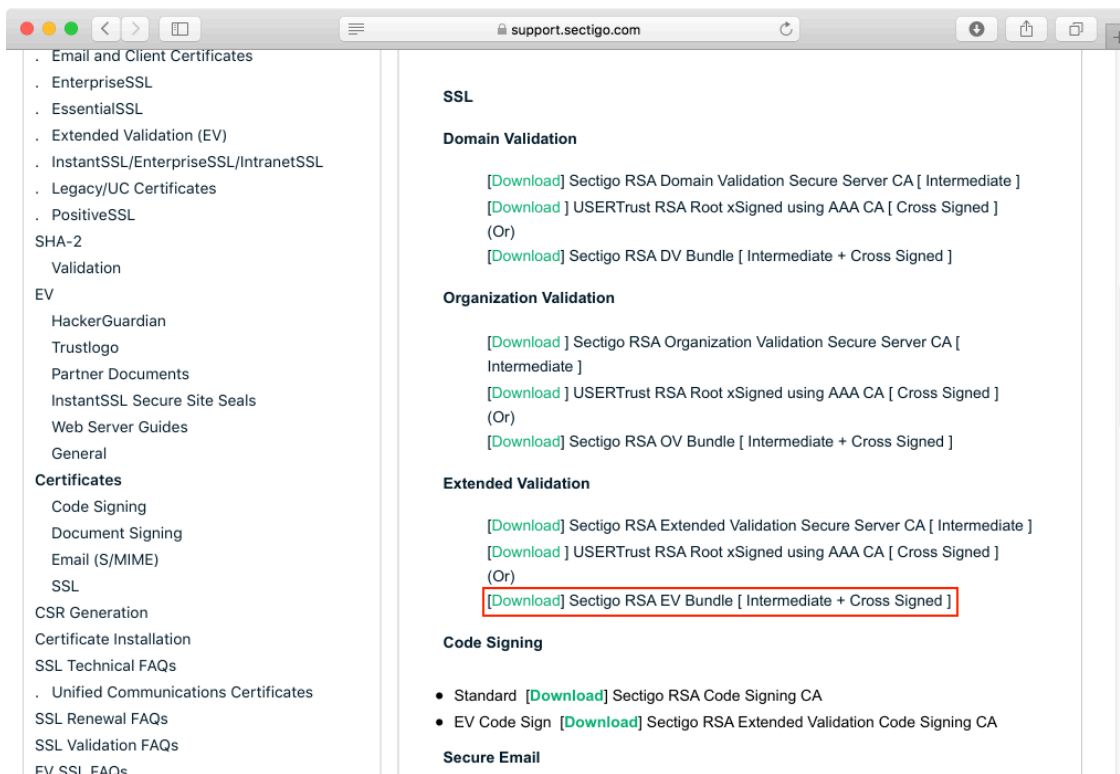 support.sectigo.com
. Email and Client Certificates
. EnterpriseSSL
. EssentialSSL
. Extended Validation (EV)
. InstantSSL/EnterpriseSSL/IntranetSSL
. Legacy/UC Certificates
. PositiveSSL
SHA-2
Validation
EV
HackerGuardian
Trustlogo
Partner Documents
InstantSSL Secure Site Seals
Web Server Guides
General
Certificates
Code Signing
Document Signing
Email (S/MIME)
SSL
CSR Generation
Certificate Installation
SSL Technical FAQs
. Unified Communications Certificates
SSL Renewal FAQs
SSL Validation FAQs
EV SSL FAQs
SSL
Domain Validation
[Download] Sectigo RSA Domain Validation Secure Server CA [ Intermediate ]
[Download ] USERTrust RSA Root xSigned using AAA CA [ Cross Signed ]
(Or)
[Download] Sectigo RSA DV Bundle [ Intermediate + Cross Signed ]
Organization Validation
[Download ] Sectigo RSA Organization Validation Secure Server CA [
Intermediate ]
[Download ] USERTrust RSA Root xSigned using AAA CA [ Cross Signed ]
(Or)
[Download] Sectigo RSA OV Bundle [ Intermediate + Cross Signed ]
Extended Validation
[Download] Sectigo RSA Extended Validation Secure Server CA [ Intermediate ]
[Download ] USERTrust RSA Root xSigned using AAA CA [ Cross Signed ]
(Or)
[Download] Sectigo RSA EV Bundle [ Intermediate + Cross Signed ]
Code Signing
• Standard [Download] Sectigo RSA Code Signing CA
• EV Code Sign [Download] Sectigo RSA Extended Validation Code Signing CA
Secure Email